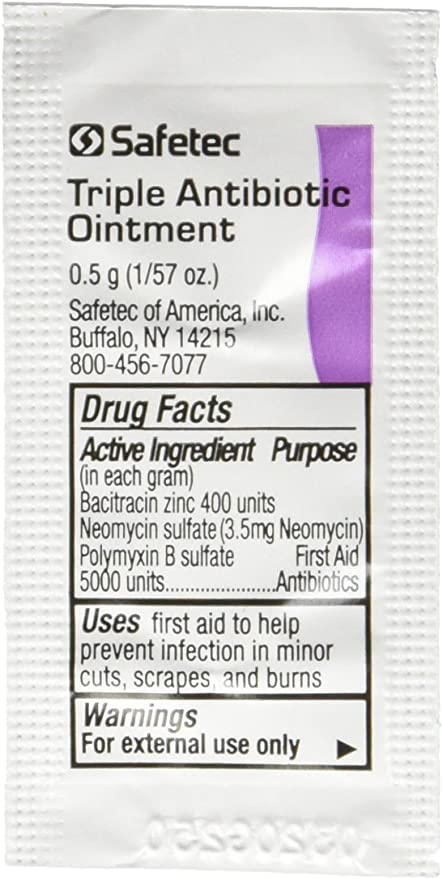 Safetec
Triple Antibiotic
Ointment
0.5 g (1/57 oz.)
Safetec of America, Inc.
Buffalo, NY 14215
800-456-7077
Drug Facts
Active Ingredient Purpose
(in each gram)
Bacitracin zinc 400 units
Neomycin sulfate (3.5mg Neomycin)
Polymyxin B sulfate First Aid
5000 units......................Antibiotics
Uses first aid to help
prevent infection in minor
cuts, scrapes, and burns
Warnings
For external use only ►